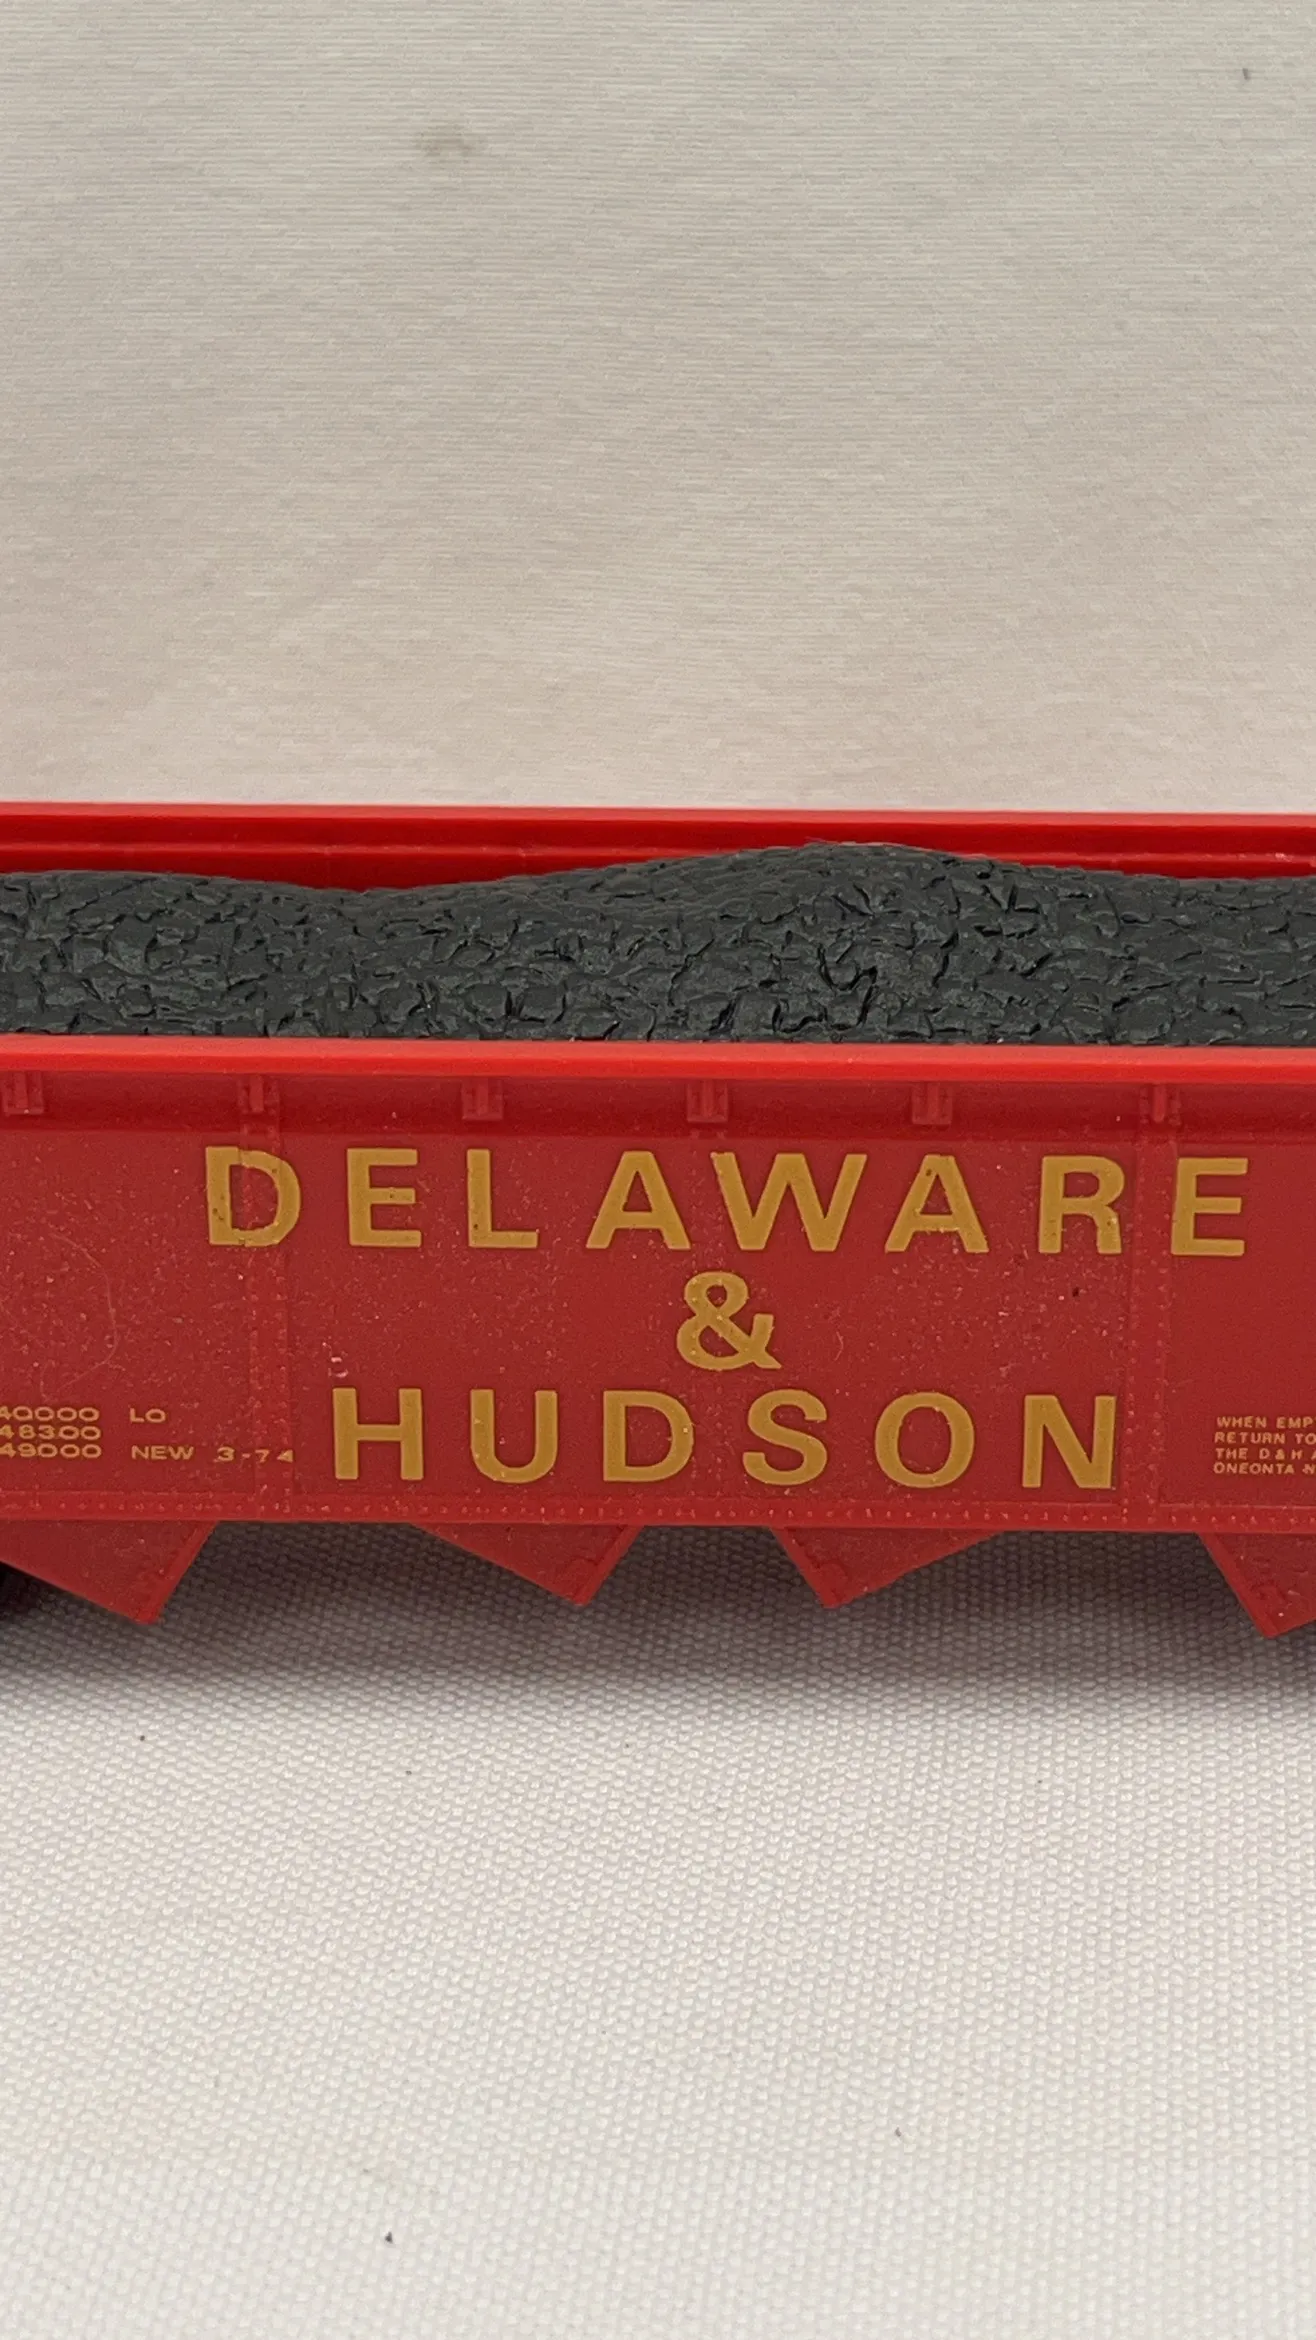 DELAWARE
&
HUDSON
40000 LO
48300
49000 NEW 3-74
WHEN EMP
RETURN TO
THE D & H
ONEONTA